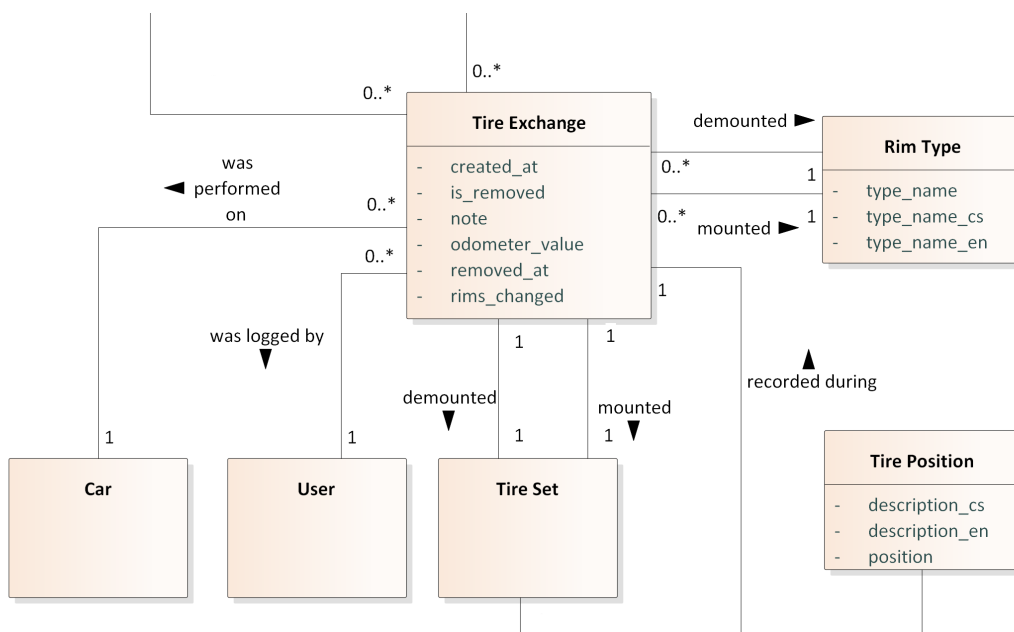 0..*
0..*
Tire Exchange
- created_at
- is_removed
- note
- odometer_value
- removed_at
- rims_changed
demounted
0..*
1
0..*
1
mounted
Rim Type
- type_name
- type_name_cs
- type_name_en
was
performed
on
0..*
0..*
1
was logged by
demounted
1
1
mounted
recorded during
1
1
1
1
Car
User
Tire Set
Tire Position
- description_cs
- description_en
- position